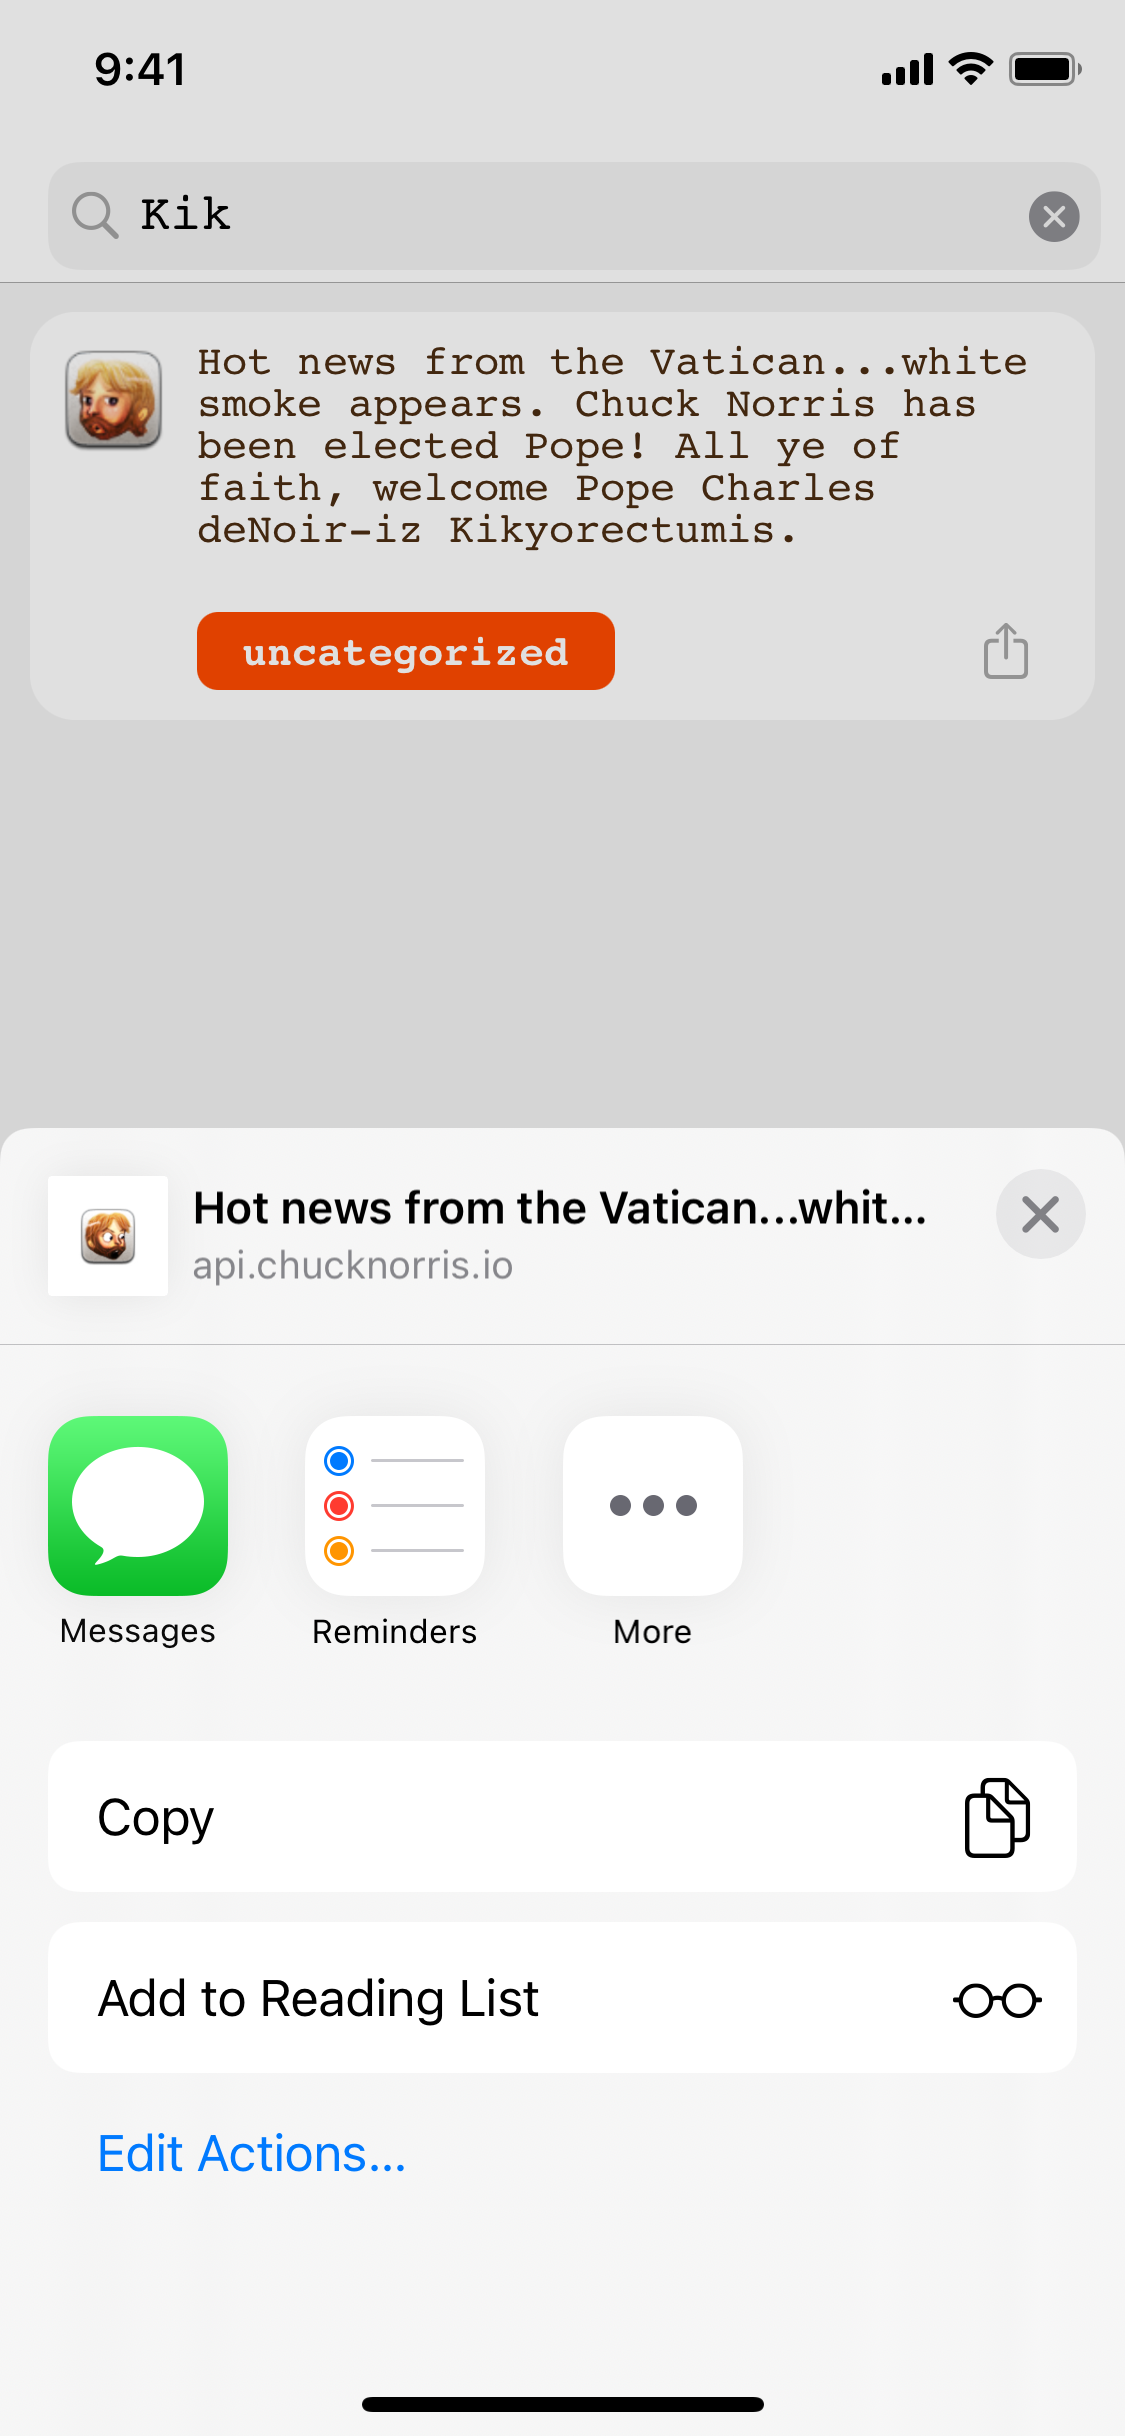 9:41
Kik
Hot news from the Vatican...white
smoke appears. Chuck Norris has
been elected Pope! All ye of
faith, welcome Pope Charles
deNoir-iz Kikyorectumis.
uncategorized
Hot news from the Vatican...whit...
api.chucknorris.io
Messages
Reminders
More
Copy
Add to Reading List
Edit Actions...